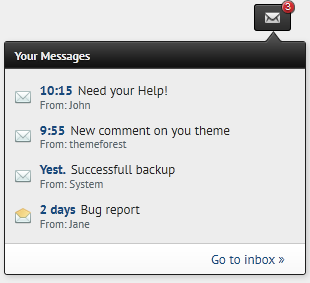 3
Your Messages
10:15 Need your Help!
From: John
9:55 New comment on you theme
From: themeforest
Yest. Successfull backup
From: System
2 days Bug report
From: Jane
Go to inbox »